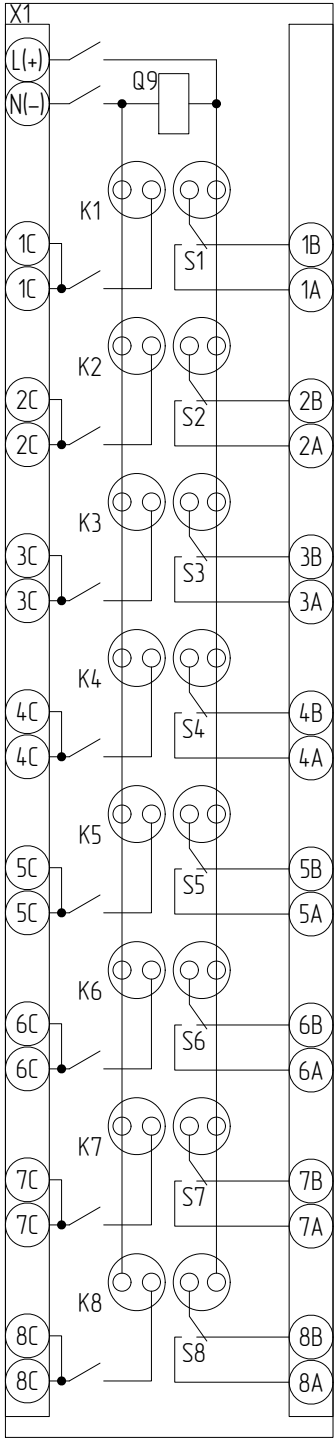 X1
L(+)
Q9
N(-)
K1
1C S1 1B
1C 1A
K2
2C S2 2B
2C 2A
K3
3C S3 3B
3C 3A
K4
4C S4 4B
4C 4A
K5
5C S5 5B
5C 5A
K6
6C S6 6B
6C 6A
K7
7C S7 7B
7C 7A
K8
8C S8 8B
8C 8A